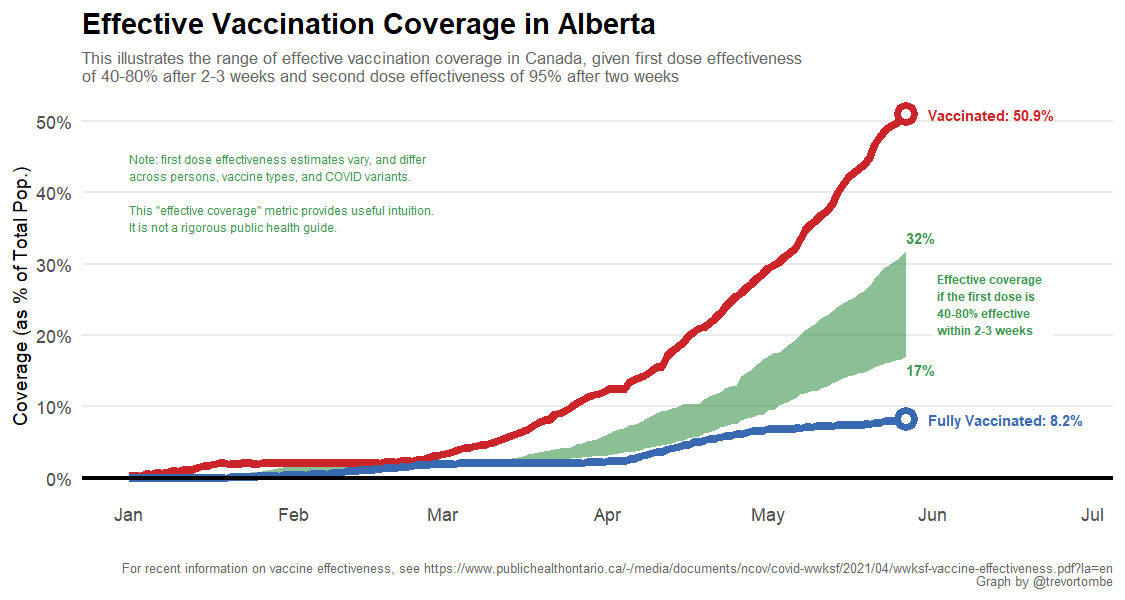 Effective Vaccination Coverage in Alberta
This illustrates the range of effective vaccination coverage in Canada, given first dose effectiveness
of 40-80% after 2-3 weeks and second dose effectiveness of 95% after two weeks
Coverage (as % of Total Pop.)
50%
40%
30%
20%
10%
0%
Note: first dose effectiveness estimates vary, and differ
across persons, vaccine types, and COVID variants.
This "effective coverage" metric provides useful intuition.
It is not a rigorous public health guide.
Vaccinated: 50.9%
32%
Effective coverage
if the first dose is
40-80% effective
within 2-3 weeks
17%
Fully Vaccinated: 8.2%
Jan
Feb
Mar
Apr
May
Jun
Jul
For recent information on vaccine effectiveness, see https://www.publichealthontario.ca/-/media/documents/ncov/covid-wwksf/2021/04/wwksf-vaccine-effectiveness.pdf?la=en
Graph by @trevortombe